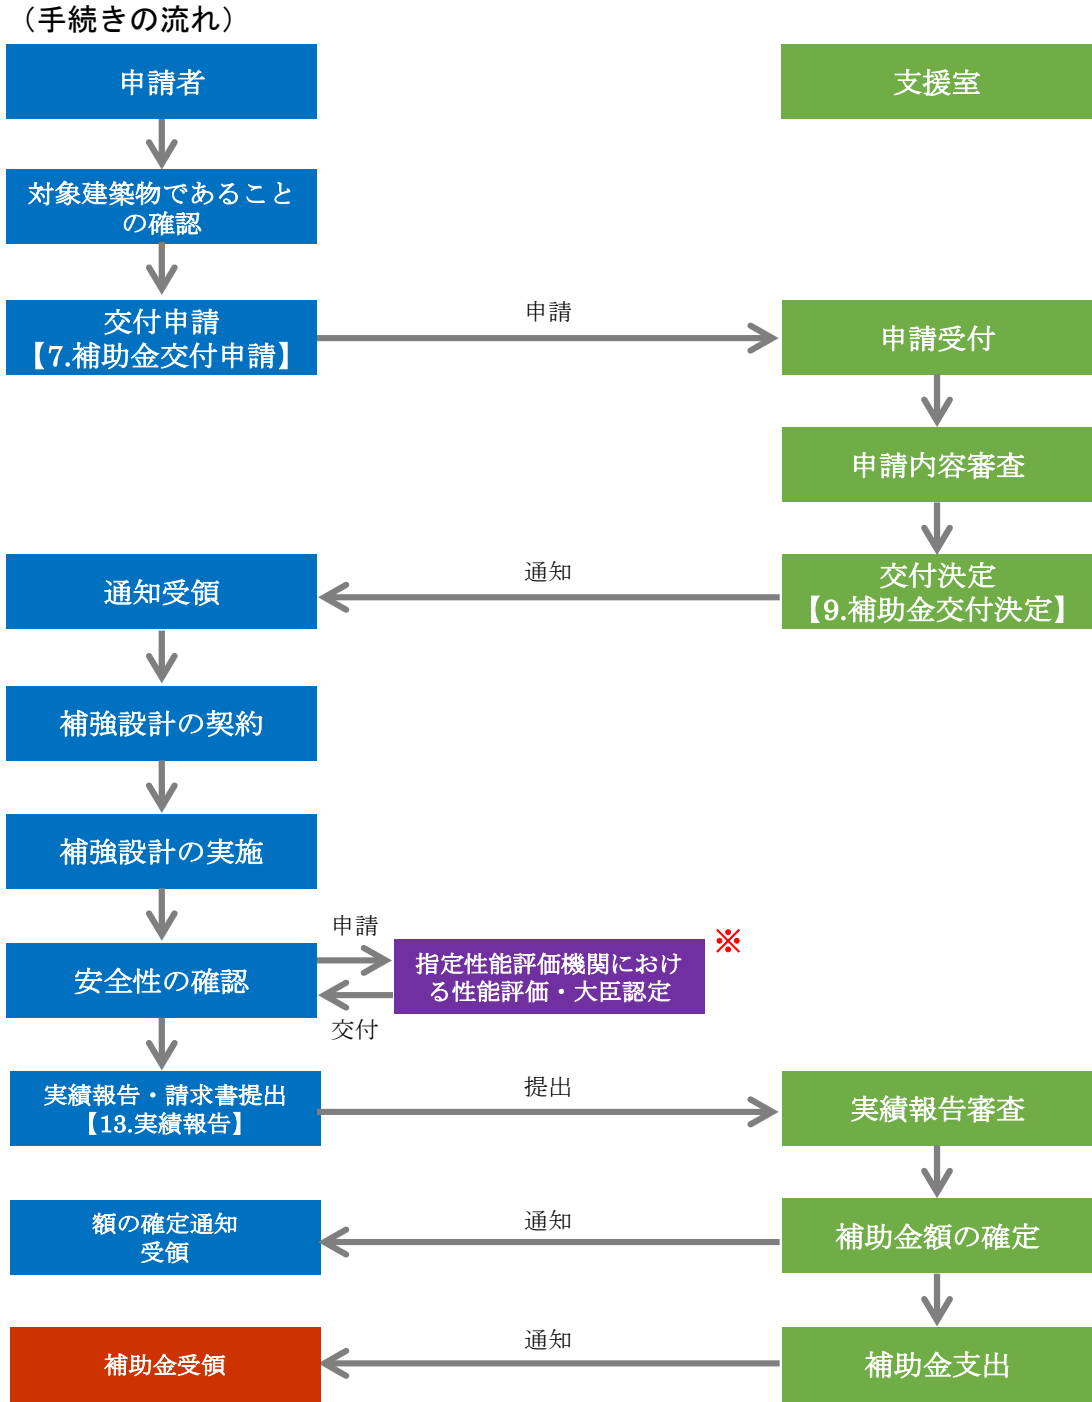 （手続きの流れ）
申請者
支援室
対象建築物であること
の確認
交付申請
【7.補助金交付申請】
申請
申請受付
申請内容審査
通知受領
通知
交付決定
【9.補助金交付決定】
補強設計の契約
補強設計の実施
安全性の確認
申請
交付
指定性能評価機関におけ
る性能評価・大臣認定
※
実績報告・請求書提出
【13.実績報告】
提出
実績報告審査
額の確定通知
受領
通知
補助金額の確定
補助金受領
通知
補助金支出